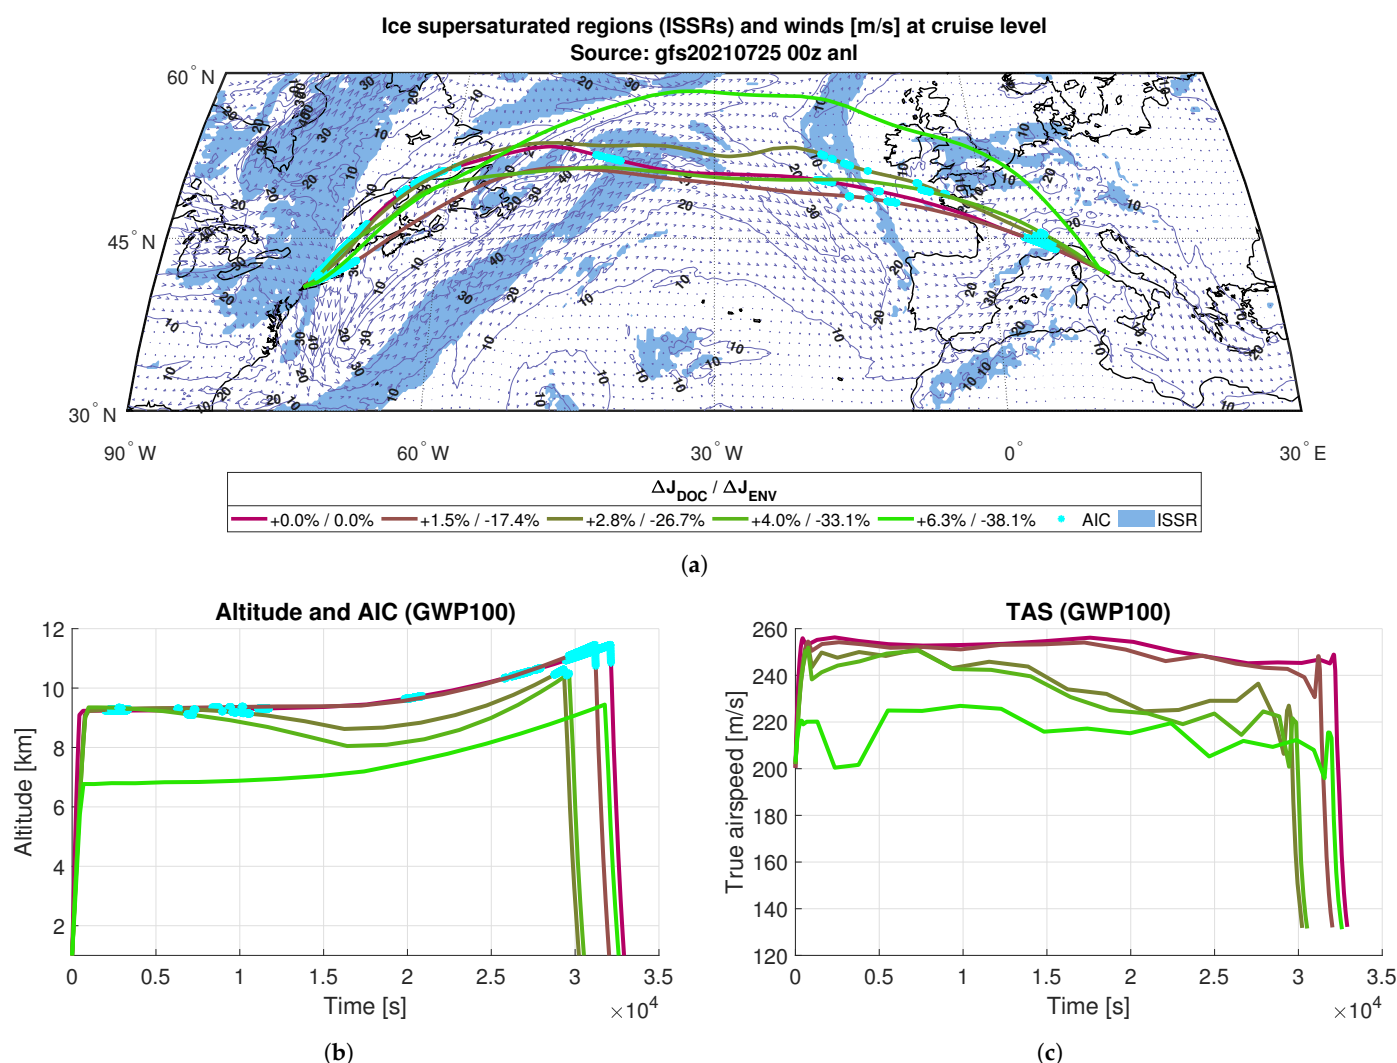 Ice supersaturated regions (ISSRs) and winds [m/s] at cruise level
Source: gfs20210725 00z anl
60° N
45° N
30° N
90° W
60° W
30° W
0°
30° E
ΔJDOC / ΔJENV
+0.0% / 0.0%
+1.5% / -17.4%
+2.8% / -26.7%
+4.0% / -33.1%
+6.3% / -38.1%
AIC
ISSR
(a)
Altitude and AIC (GWP100)
12
10
8
6
4
2
Altitude [km]
0
0.5
1
1.5
2
2.5
3
3.5
Time [s]
×10⁴
(b)
TAS (GWP100)
260
240
220
200
180
160
140
120
True airspeed [m/s]
0
0.5
1
1.5
2
2.5
3
3.5
Time [s]
×10⁴
(c)